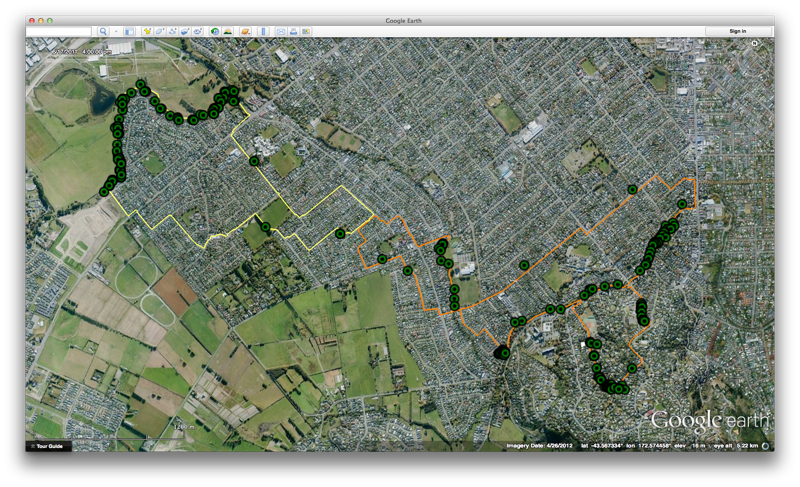 Google Earth
Sign in
Google earth
Tour Guide
Imagery Date: 4/26/2012 lat -43.567334° lon 172.574458° elev 16 m eye alt 5.22 km